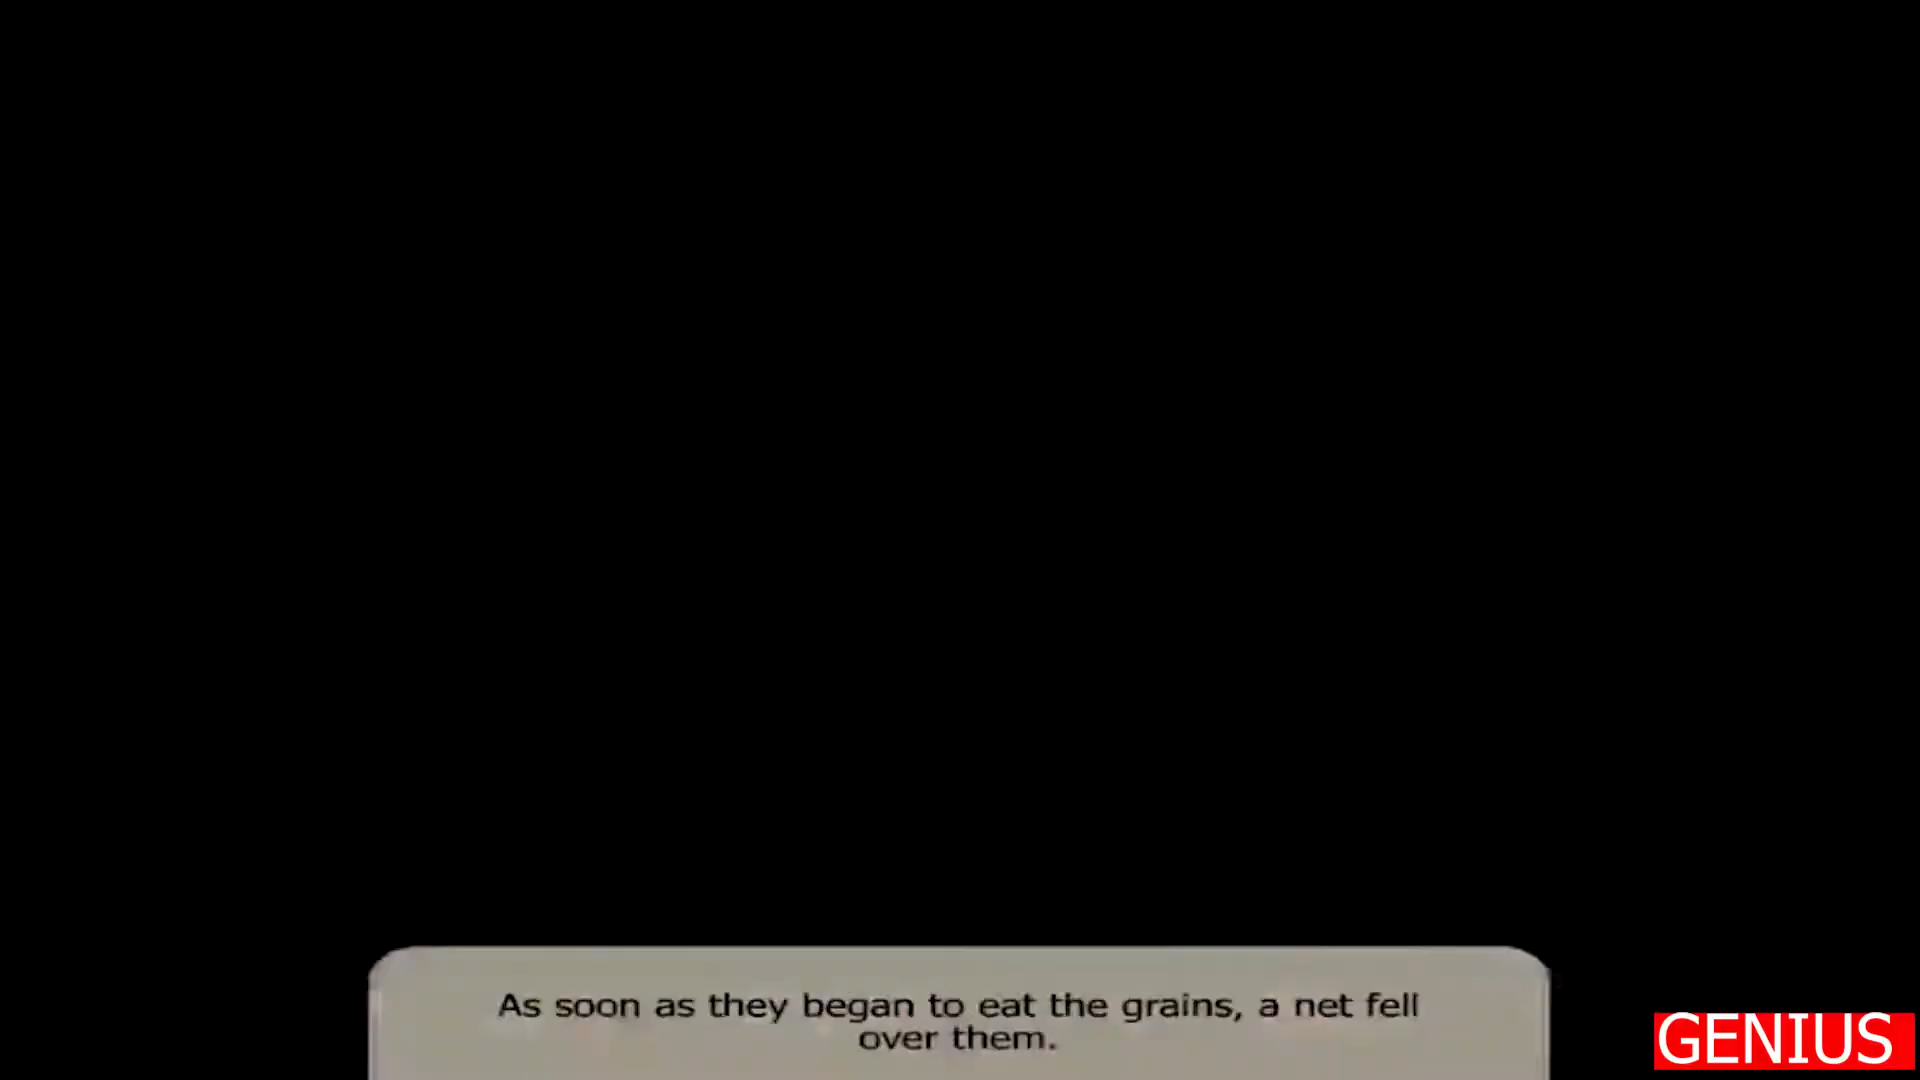 As soon as they began to eat the grains, a net fell
over them.
GENIUS